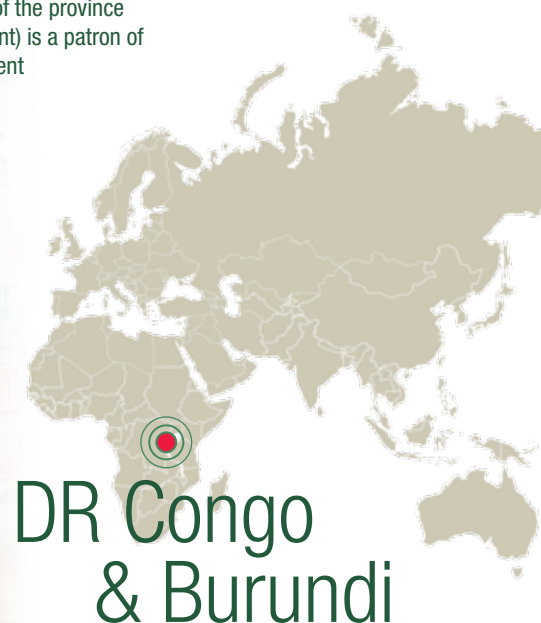 of the province
nt) is a patron of
ent
DR Congo
& Burundi